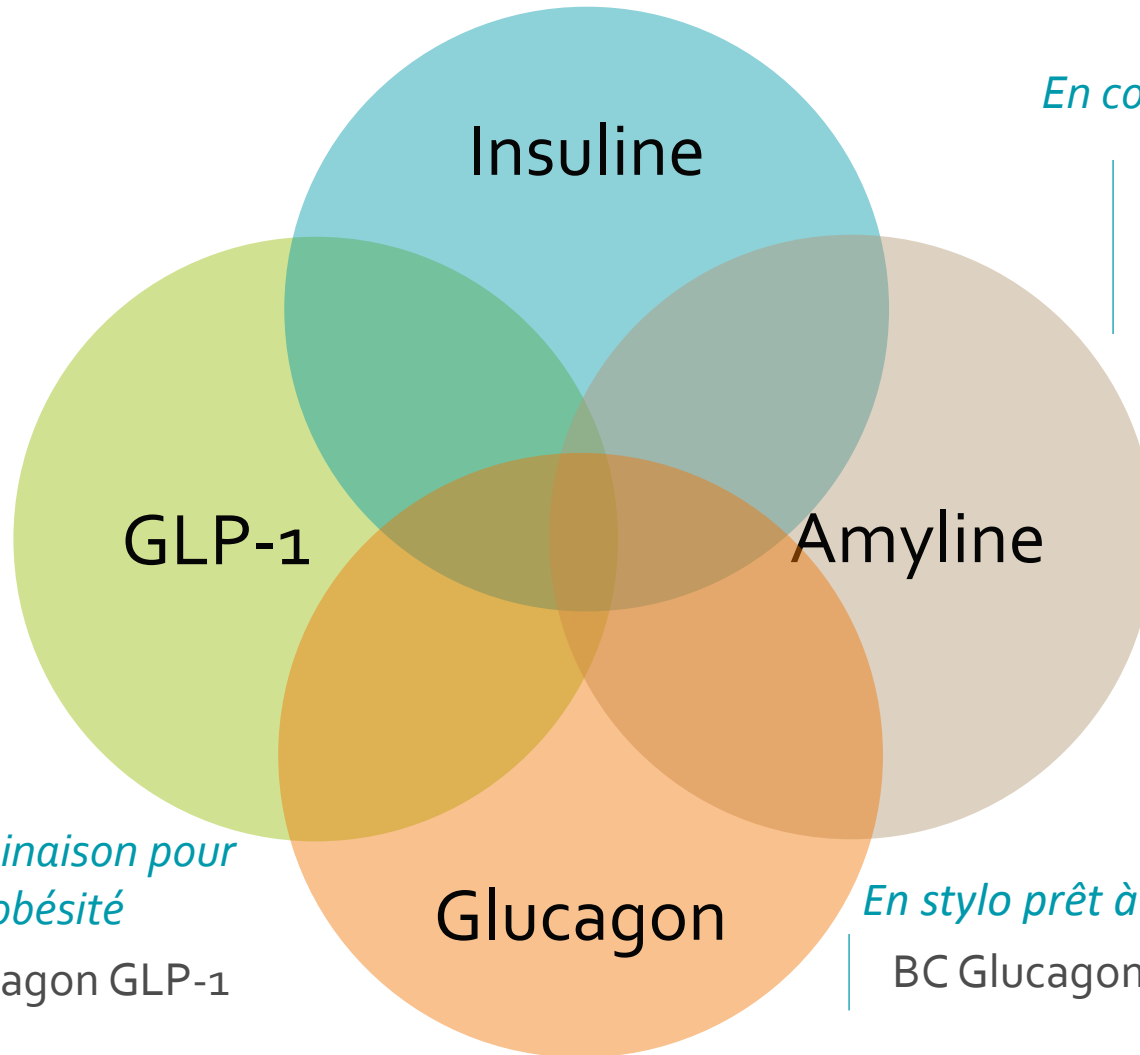 En co
Insuline
GLP-1
Amyline
inaison pour
obésité
agon GLP-1
Glucagon
En stylo prêt à
BC Glucagon